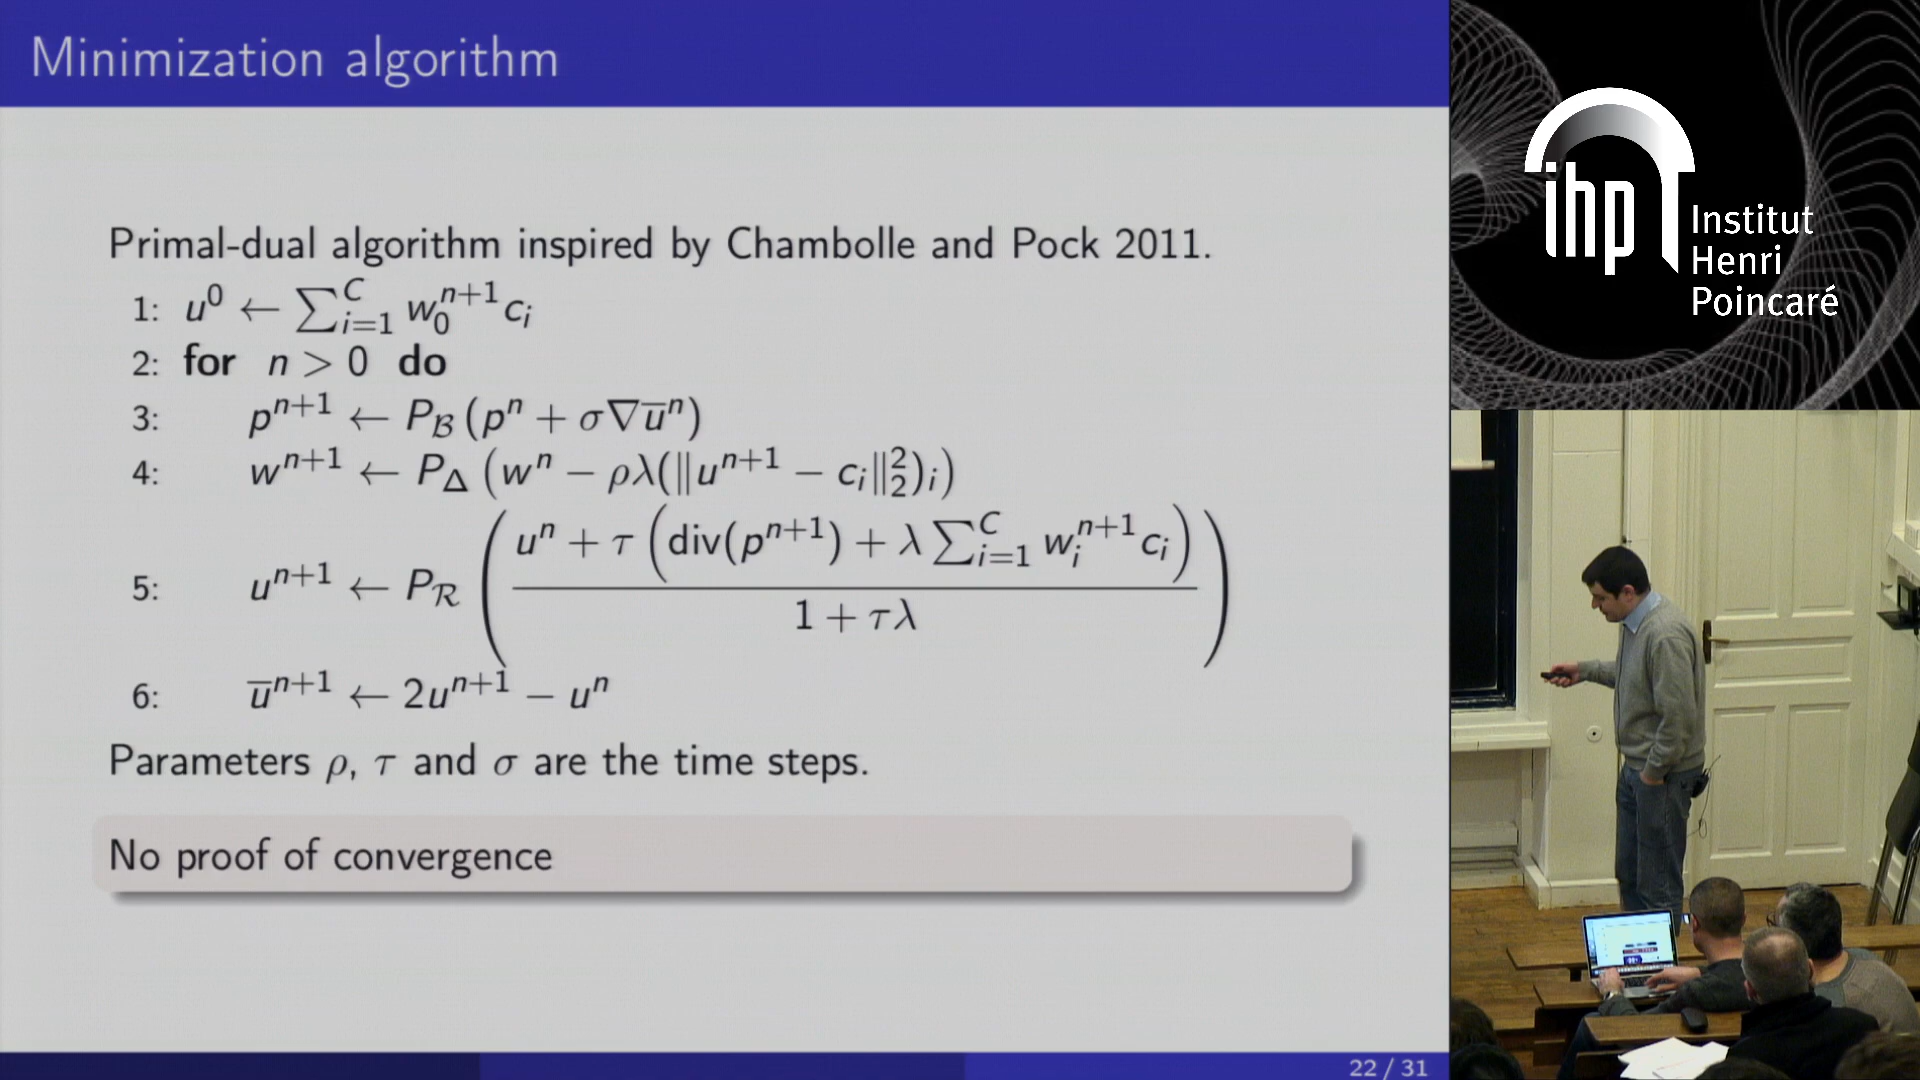 Minimization algorithm
Primal-dual algorithm inspired by Chambolle and Pock 2011.
1: u^0 ← ∑_{i=1}^C w_0^{n+1} c_i
2: for n > 0 do
3: p^{n+1} ← P_ℬ (p^n + σ∇u̅^n)
4: w^{n+1} ← P_Δ (w^n − ρλ(‖u^{n+1} − c_i‖_2^2)_i)
5: u^{n+1} ← P_ℛ ( (u^n + τ (div(p^{n+1}) + λ ∑_{i=1}^C w_i^{n+1} c_i)) / (1 + τλ) )
6: u̅^{n+1} ← 2u^{n+1} − u^n
Parameters ρ, τ and σ are the time steps.
No proof of convergence
22 / 31
ihp
Institut
Henri
Poincaré